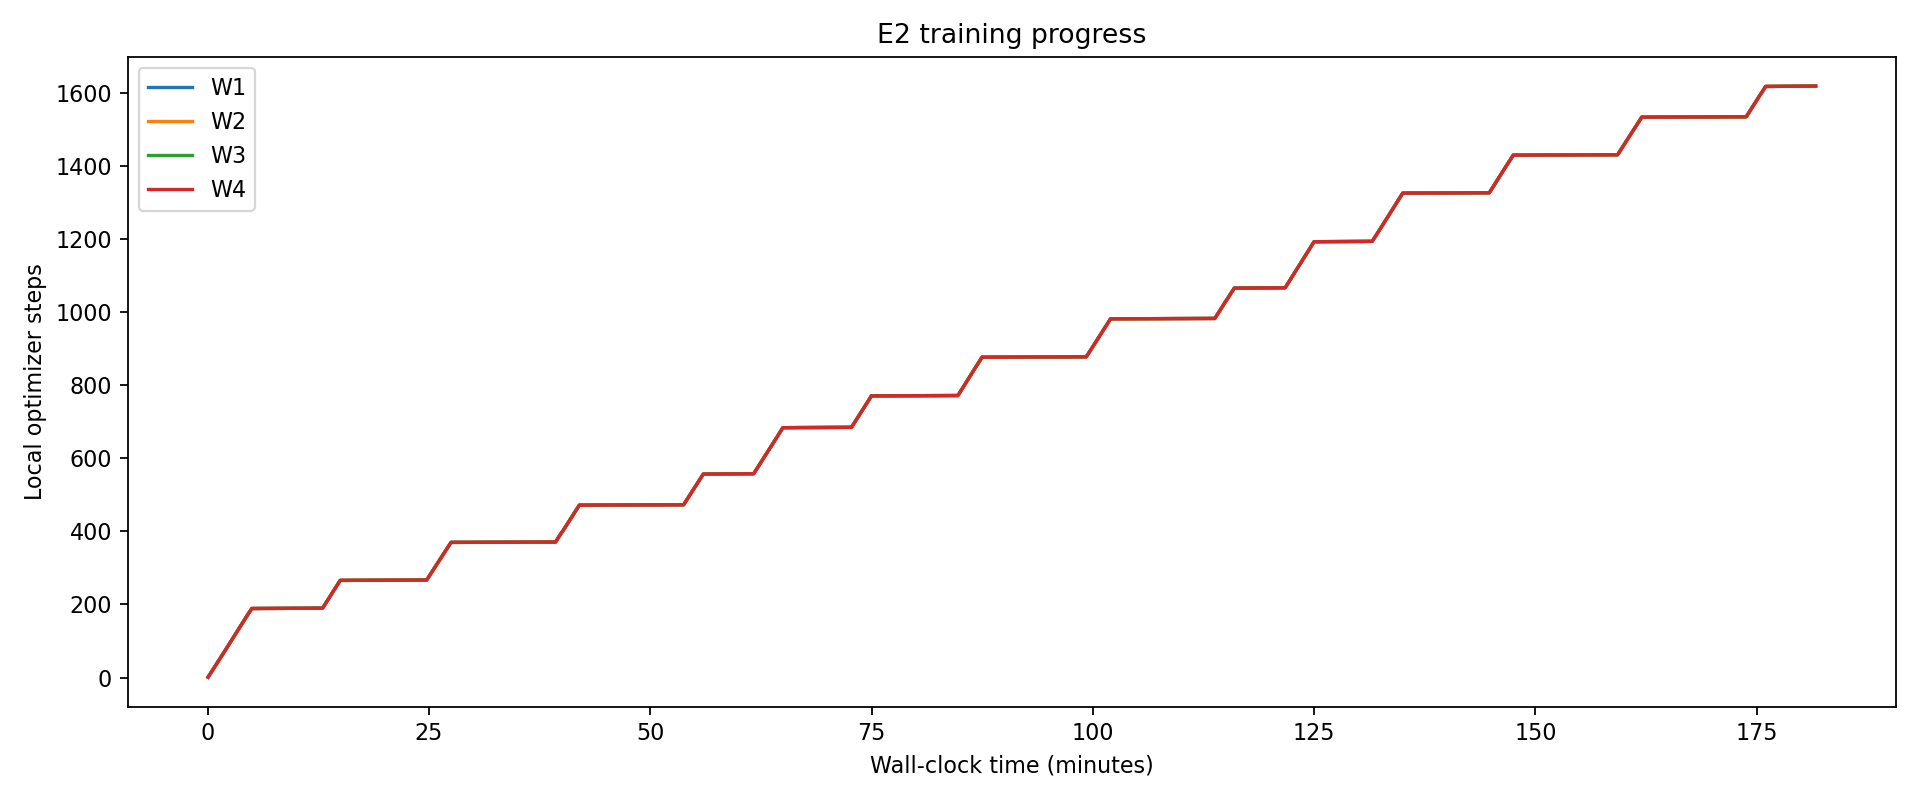 E2 training progress
W1
W2
W3
W4
1600
1400
1200
1000
800
600
400
200
0
Local optimizer steps
0 25 50 75 100 125 150 175
Wall-clock time (minutes)